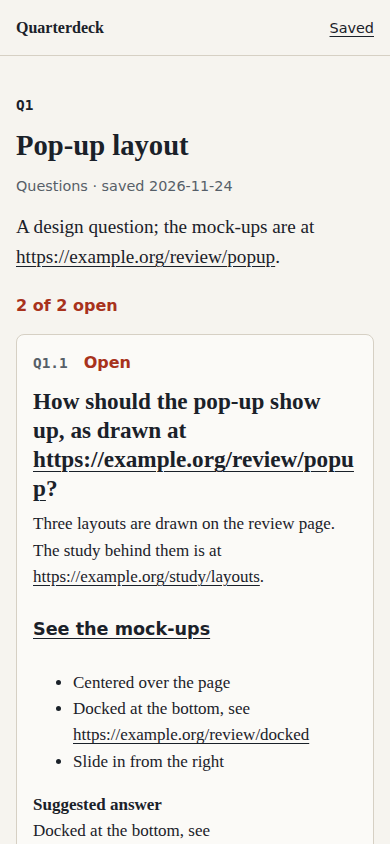 Quarterdeck
Saved
Q1
Pop-up layout
Questions · saved 2026-11-24
A design question; the mock-ups are at
https://example.org/review/popup.
2 of 2 open
Q1.1 Open
How should the pop-up show
up, as drawn at
https://example.org/review/popu
p?
Three layouts are drawn on the review page.
The study behind them is at
https://example.org/study/layouts.
See the mock-ups
• Centered over the page
• Docked at the bottom, see
https://example.org/review/docked
• Slide in from the right
Suggested answer
Docked at the bottom, see